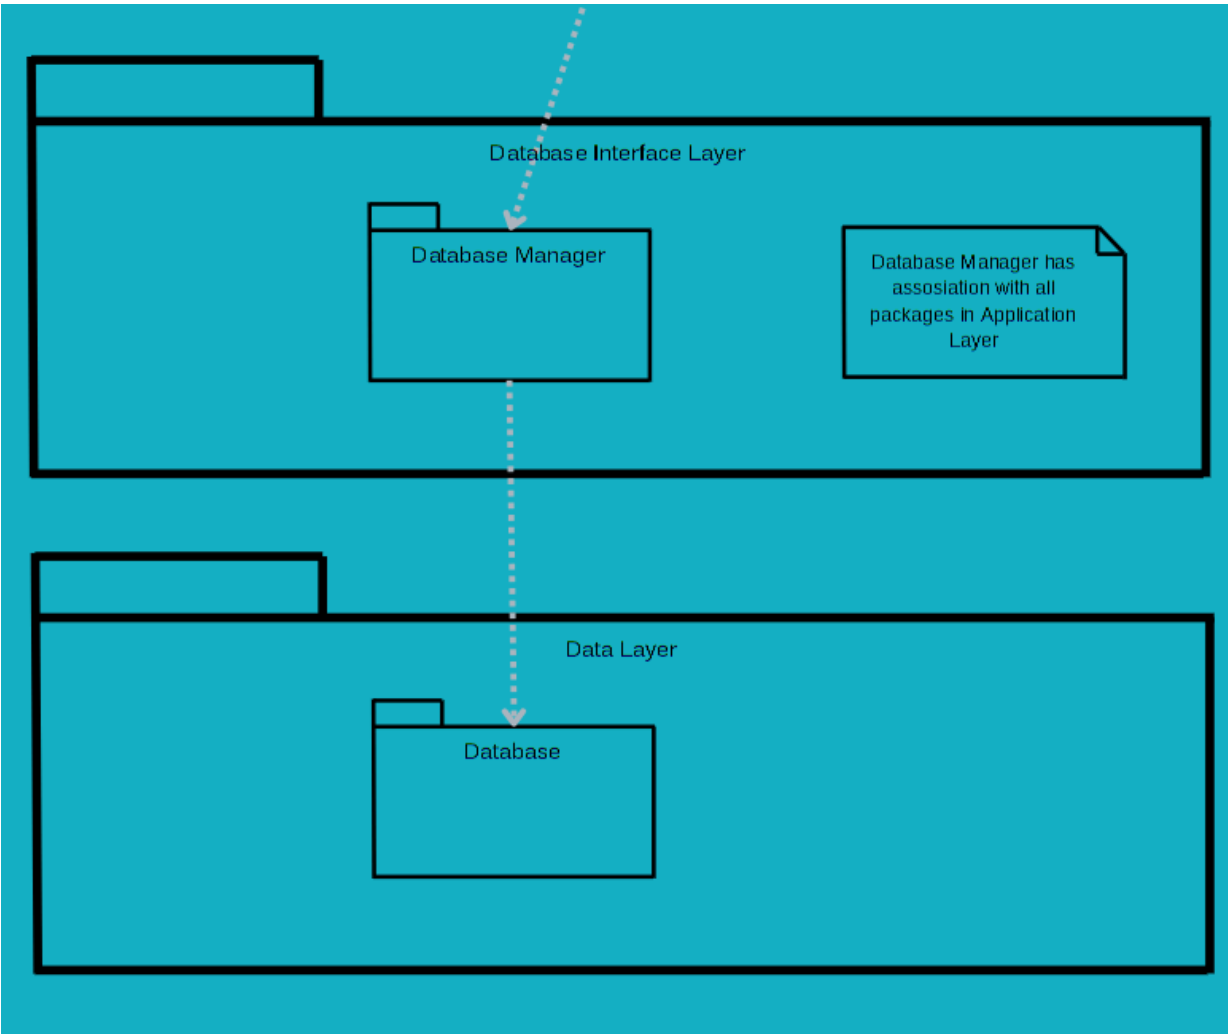 Database Interface Layer
Database Manager
Database Manager has
assosiation with all
packages in Application
Layer
Data Layer
Database